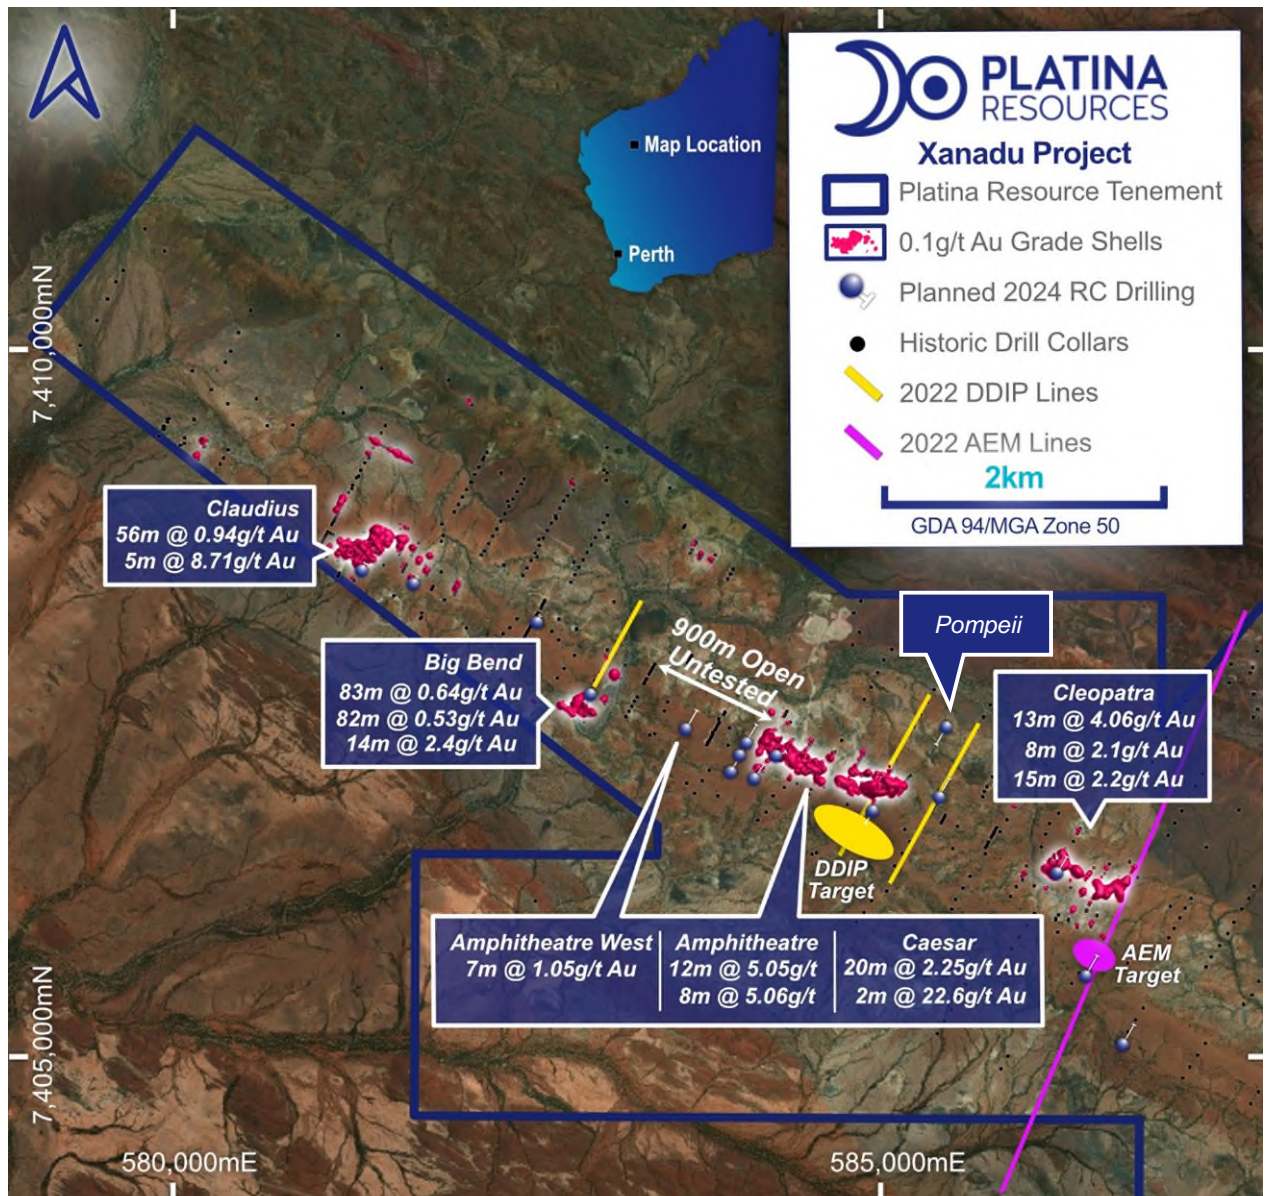 PLATINA
RESOURCES
Xanadu Project
Platina Resource Tenement
0.1g/t Au Grade Shells
Planned 2024 RC Drilling
Historic Drill Collars
2022 DDIP Lines
2022 AEM Lines
2km
GDA 94/MGA Zone 50
Map Location
Perth
7,410,000mN
Claudius
56m @ 0.94g/t Au
5m @ 8.71g/t Au
Big Bend
83m @ 0.64g/t Au
82m @ 0.53g/t Au
14m @ 2.4g/t Au
900m Open
Untested
Pompeii
Cleopatra
13m @ 4.06g/t Au
8m @ 2.1g/t Au
15m @ 2.2g/t Au
DDIP
Target
Amphitheatre West
7m @ 1.05g/t Au
Amphitheatre
12m @ 5.05g/t
8m @ 5.06g/t
Caesar
20m @ 2.25g/t Au
2m @ 22.6g/t Au
AEM
Target
7,405,000mN
580,000mE
585,000mE